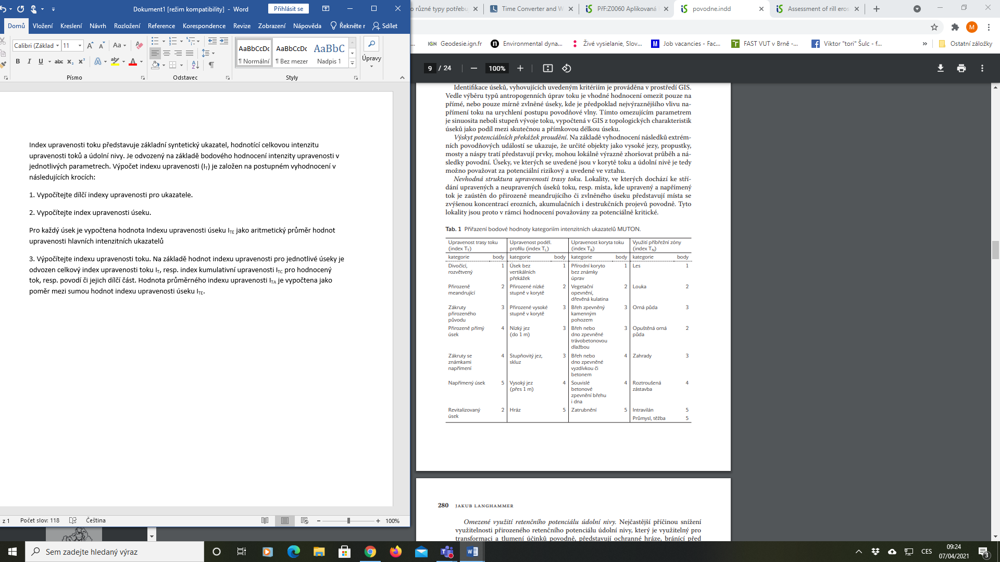 Dokument1 [režim kompatibility] - Word
Přihlásit se
Domů Vložení Kreslení Návrh Rozložení Reference Korespondence Revize Zobrazení Nápověda Řekněte Sdílet
Calibri (Základ 11
Písmo
Odstavec
AaBbCcDc AaBbCcDc AaBbC
¶ Normální ¶ Bez mezer Nadpis 1
Styly
Úpravy
Index upravenosti toku představuje základní syntetický ukazatel, hodnotící celkovou intenzitu
upravenosti toků a údolní nivy. Je odvozený na základě bodového hodnocení intenzity upravenosti v
jednotlivých parametrech. Výpočet indexu upravenosti (IT) je založen na postupném vyhodnocení v
následujících krocích:
1. Vypočítejte dílčí indexy upravenosti pro ukazatele.
2. Vypočítejte index upravenosti úseku.
Pro každý úsek je vypočtena hodnota Indexu upravenosti úseku ITE jako aritmetický průměr hodnot
upravenosti hlavních intenzitních ukazatelů
3. Výpočítejte indexu upravenosti toku. Na základě hodnot indexu upravenosti pro jednotlivé úseky je
odvozen celkový index upravenosti toku IT, resp. index kumulativní upravenosti ITC pro hodnocený
tok, resp. povodí či jejich dílčí část. Hodnota průměrného indexu upravenosti ITA je vypočtena jako
poměr mezi sumou hodnot indexu upravenosti úseku ITE.
z 1 Počet slov: 118 Čeština 100%
o různé typy potřebu Time Converter and W PřF:Z0060 Aplikovaná povodne.indd Assessment of rill eros
Geodesie.ign.fr Environmental dyna... Živé vysielanie, Slov... Job vacancies - Fac... FAST VUT v Brně -... Viktor "tori" Šulc - f... » Ostatní záložky
9 / 24 100%
Identifikace úseků, vyhovujících uvedeným kritériím je prováděna v prostředí GIS.
Vedle výběru typů antropogenních úprav toku je vhodné hodnocení omezit pouze na
přímé, nebo pouze mírně zvlněné úseky, kde je předpoklad nejvýraznějšího vlivu na-
přímení toku na urychlení postupu povodňové vlny. Tímto omezujícím parametrem
je sinuosita neboli stupeň vývoje toku, vypočtená v GIS z topologických charakteristik
úseků jako podíl mezi skutečnou a přímkovou délkou úseku.
Výskyt potenciálních překážek proudění. Na základě vyhodnocení následků extrém-
ních povodňových událostí se ukazuje, že určité objekty jako vysoké jezy, propustky,
mosty a náspy tratí představují prvky, mohou lokálně výrazně zhoršovat průběh a ná-
sledky povodní. Úseky, ve kterých se uvedené jsou v korytě toku a údolní nivě je tedy
možno považovat za potenciální rizikový a uvedené ve vztahu.
Nevhodná struktura upravenosti trasy toku. Lokality, ve kterých dochází ke stří-
dání upravených a neupravených úseků toku, resp. místa, kde upravený a napřímený
tok je zaústěn do přirozeně meandrujícího či zvlněného úseku představují místa se
zvýšenou koncentrací erozních, akumulačních i destrukčních projevů povodně. Tyto
lokality jsou proto v rámci hodnocení považovány za potenciálně kritické.
Tab. 1 Přiřazení bodové hodnoty kategoriím intenzitních ukazatelů MUTON.
Upravenost trasy toku Upravenost podél. Upravenost koryta toku Využití příbřežní zóny
(index TT) profilu (index TL) (index TB) (index TN)
kategorie body kategorie body kategorie body kategorie body
Divočící, 1 Úsek bez 1 Přírodní koryto 1 Les 1
rozvětvený vertikálních bez známky
překážek úprav
Přirozeně 2 Přirozené nízké 2 Vegetační 2 Louka 2
meandrující stupně v korytě opevnění,
dřevěná kulatina
Zákruty 3 Přirozené vysoké 3 Břeh zpevněný 3 Orná půda 3
přirozeného stupně v korytě kamenným
původu pohozem
Přirozeně přímý 4 Nízký jez 3 Břeh nebo 3 Opuštěná orná 2
úsek (do 1 m) dno zpevněné půda
trávobetonovou
dlažbou
Zákruty se 4 Stupňovitý jez, 3 Břeh nebo 4 Zahrady 3
známkami skluz dno zpevněné
napřímení vyzdívkou či
betonem
Napřímený úsek 5 Vysoký jez 4 Souvislé 4 Roztroušená 4
(přes 1 m) betonové zástavba
zpevnění břehu
i dna
Revitalizovaný 2 Hráz 5 Zatrubnění 5 Intravilán 5
úsek Průmysl, těžba 5
280 JAKUB LANGHAMMER
Omezené využití retenčního potenciálu údolní nivy. Nejčastější příčinou snížení
využitelnosti přirozeného retenčního potenciálu údolní nivy, který je využitelný pro
transformaci a tlumení účinků povodně, představují ochranné hráze, bránící před
Sem zadejte hledaný výraz
CES
09:24
07/04/2021
3